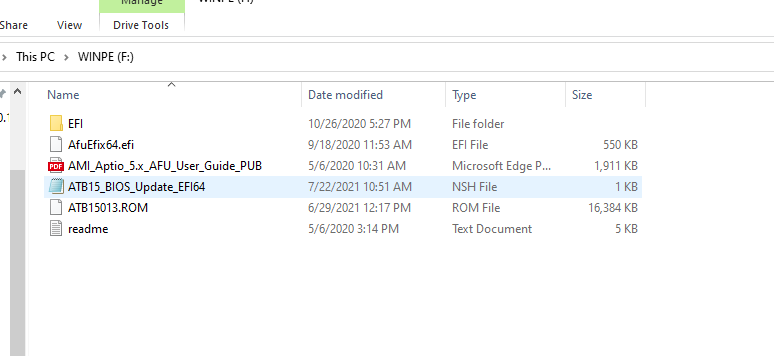 Manage
Share View Drive Tools
This PC WINPE (F:)
Name Date modified Type Size
EFI 10/26/2020 5:27 PM File folder
AfuEfix64.efi 9/18/2020 11:53 AM EFI File 550 KB
PDF AMI_Aptio_5.x_AFU_User_Guide_PUB 5/6/2020 10:31 AM Microsoft Edge P... 1,911 KB
ATB15_BIOS_Update_EFI64 7/22/2021 10:51 AM NSH File 1 KB
ATB15013.ROM 6/29/2021 12:17 PM ROM File 16,384 KB
readme 5/6/2020 3:14 PM Text Document 5 KB